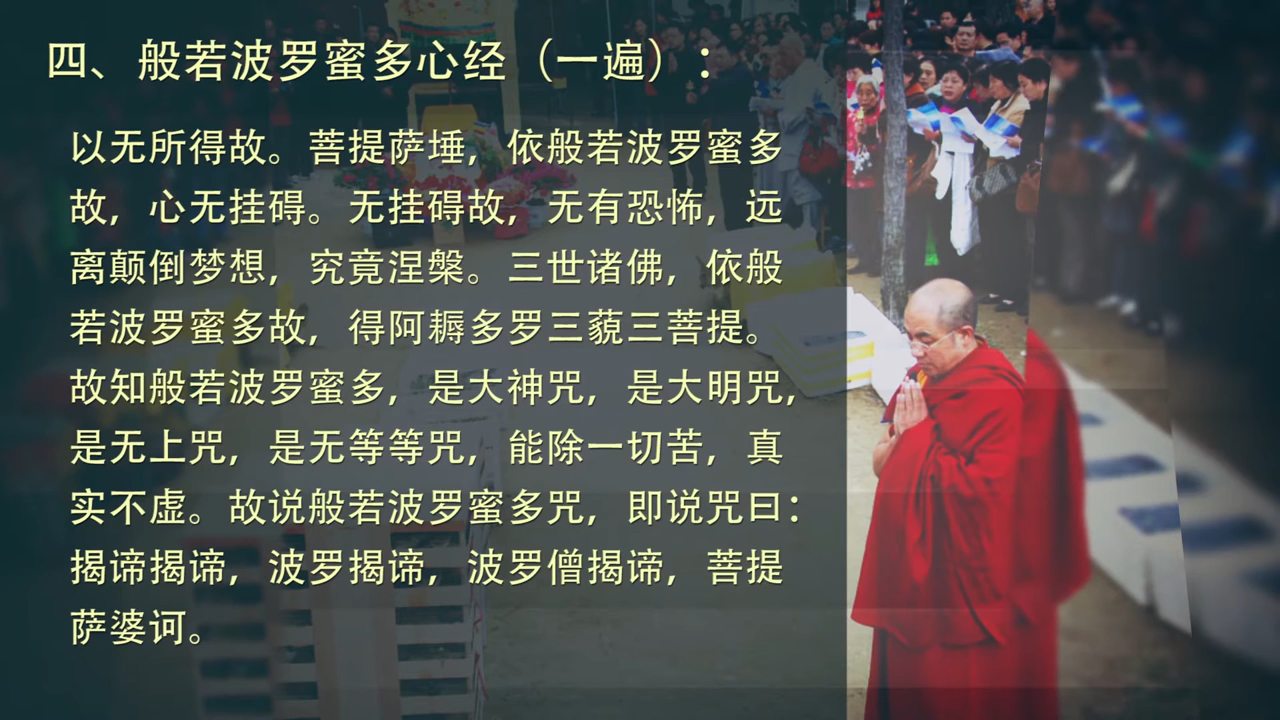 四、般若波罗蜜多心经（一遍）：
以无所得故。菩提萨埵，依般若波罗蜜多
故，心无挂碍。无挂碍故，无有恐怖，远
离颠倒梦想，究竟涅槃。三世诸佛，依般
若波罗蜜多故，得阿耨多罗三藐三菩提。
故知般若波罗蜜多，是大神咒，是大明咒，
是无上咒，是无等等咒，能除一切苦，真
实不虚。故说般若波罗蜜多咒，即说咒曰：
揭谛揭谛，波罗揭谛，波罗僧揭谛，菩提
萨婆诃。